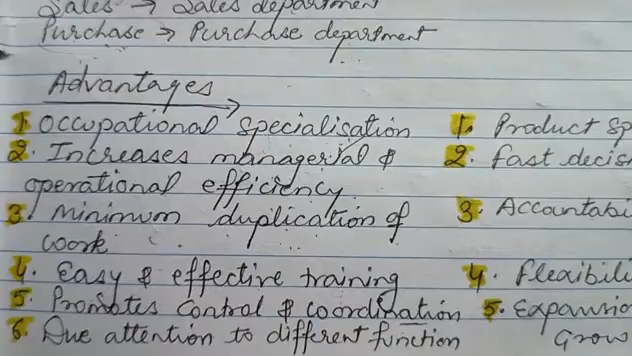 Sales → Sales department
Purchase → Purchase department
Advantages
1. Occupational specialisation
2. Increases managerial &
operational efficiency
3. Minimum duplication of
work
4. Easy & effective training
5. Promotes control & coordination
6. Due attention to different function
1. Product
2. fast
3.
4.
5.